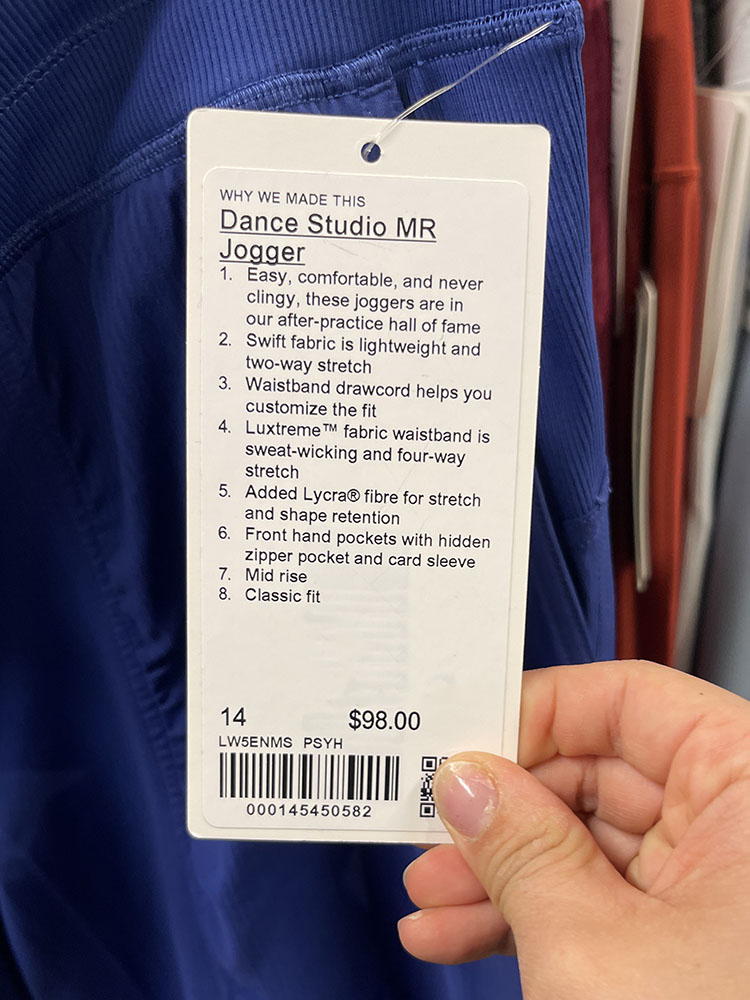 WHY WE MADE THIS
Dance Studio MR
Jogger
1. Easy, comfortable, and never
clingy, these joggers are in
our after-practice hall of fame
2. Swift fabric is lightweight and
two-way stretch
3. Waistband drawcord helps you
customize the fit
4. Luxtreme™ fabric waistband is
sweat-wicking and four-way
stretch
5. Added Lycra® fibre for stretch
and shape retention
6. Front hand pockets with hidden
zipper pocket and card sleeve
7. Mid rise
8. Classic fit
14 $98.00
LW5ENMS PSYH
000145450582